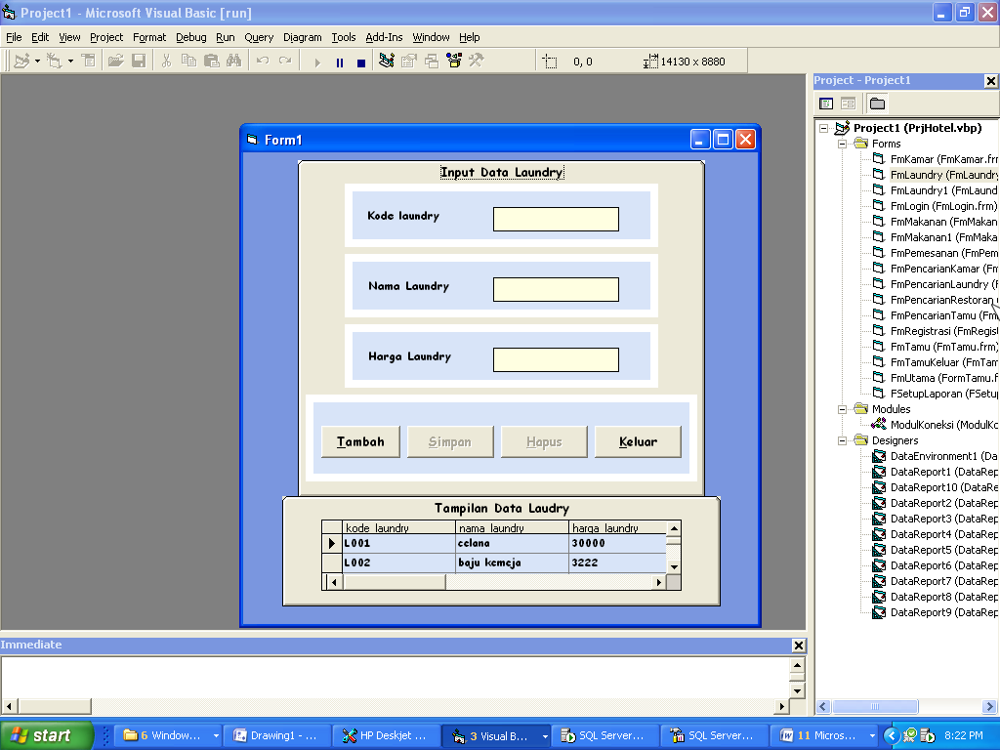 Project1 - Microsoft Visual Basic [run]
File Edit View Project Format Debug Run Query Diagram Tools Add-Ins Window Help
0, 0 14130 x 8880
Form1
Input Data Laundry
Kode laundry
Nama Laundry
Harga Laundry
Tambah Simpan Hapus Keluar
Tampilan Data Laudry
kode_laundry nama_laundry harga_laundry
L001 celana 30000
L002 baju kemeja 3222
Project - Project1
Project1 (PrjHotel.vbp)
Forms
FmKamar (FmKamar.frm
FmLaundry (FmLaundry
FmLaundry1 (FmLaund
FmLogin (FmLogin.frm)
FmMakanan (FmMakan
FmMakanan1 (FmMaka
FmPemesanan (FmPem
FmPencarianKamar (Fm
FmPencarianLaundry (F
FmPencarianRestoran
FmPencarianTamu (Fm
FmRegistrasi (FmRegist
FmTamu (FmTamu.frm)
FmTamuKeluar (FmTam
FmUtama (FormTamu.f
FSetupLaporan (FSetup
Modules
ModulKoneksi (ModulKo
Designers
DataEnvironment1 (Da
DataReport1 (DataRep
DataReport10 (DataRe
DataReport2 (DataRep
DataReport3 (DataRep
DataReport4 (DataRep
DataReport5 (DataRep
DataReport6 (DataRep
DataReport7 (DataRep
DataReport8 (DataRep
DataReport9 (DataRep
Immediate
start 6 Window... Drawing1 - ... HP Deskjet ... 3 Visual B... SQL Server... SQL Server... 11 Micros... 8:22 PM